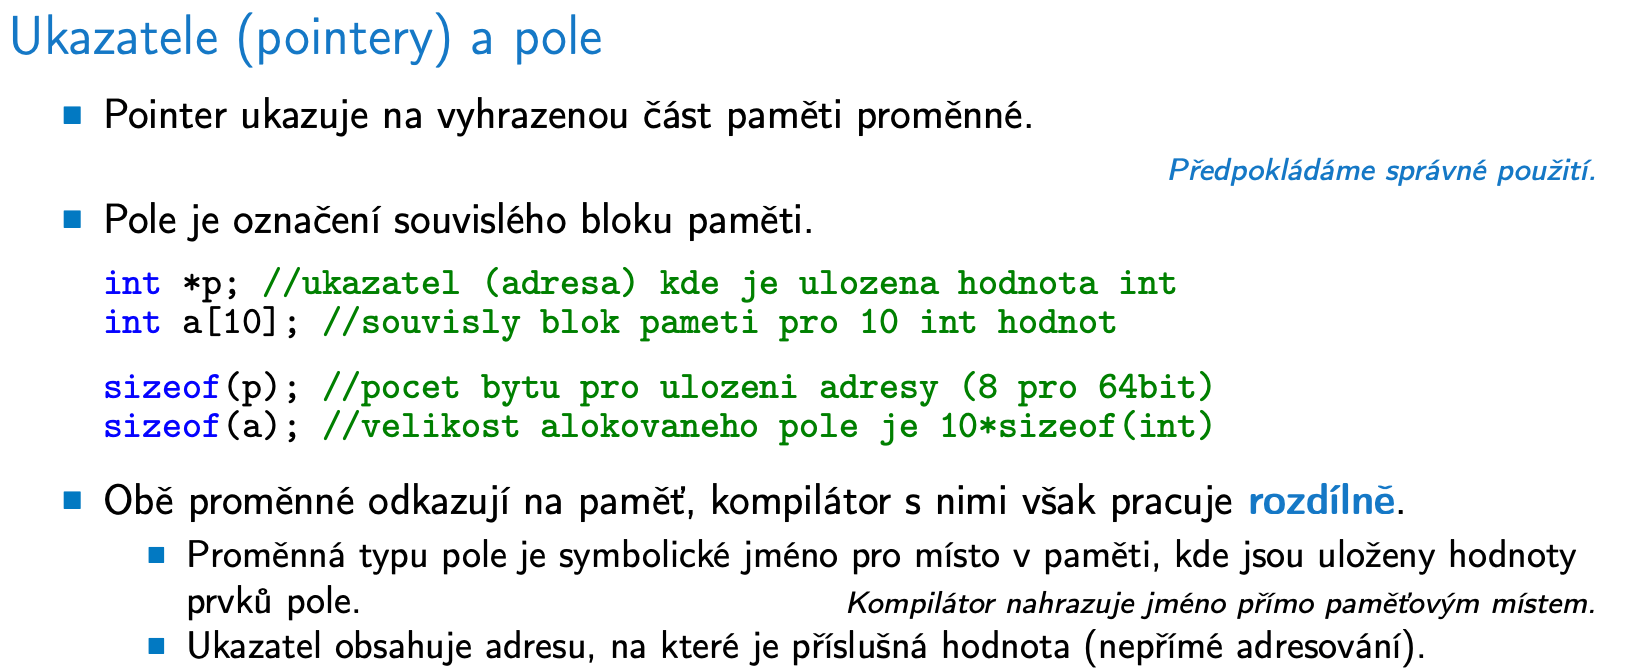 Ukazatele (pointery) a pole
Pointer ukazuje na vyhrazenou část paměti proměnné.
Předpokládáme správné použití.
Pole je označení souvislého bloku paměti.
int *p; //ukazatel (adresa) kde je ulozena hodnota int
int a[10]; //souvisly blok pameti pro 10 int hodnot
sizeof(p); //pocet bytu pro ulozeni adresy (8 pro 64bit)
sizeof(a); //velikost alokovaneho pole je 10*sizeof(int)
Obě proměnné odkazují na paměť, kompilátor s nimi však pracuje rozdílně.
Proměnná typu pole je symbolické jméno pro místo v paměti, kde jsou uloženy hodnoty
prvků pole. Kompilátor nahrazuje jméno přímo paměťovým místem.
Ukazatel obsahuje adresu, na které je příslušná hodnota (nepřímé adresování).